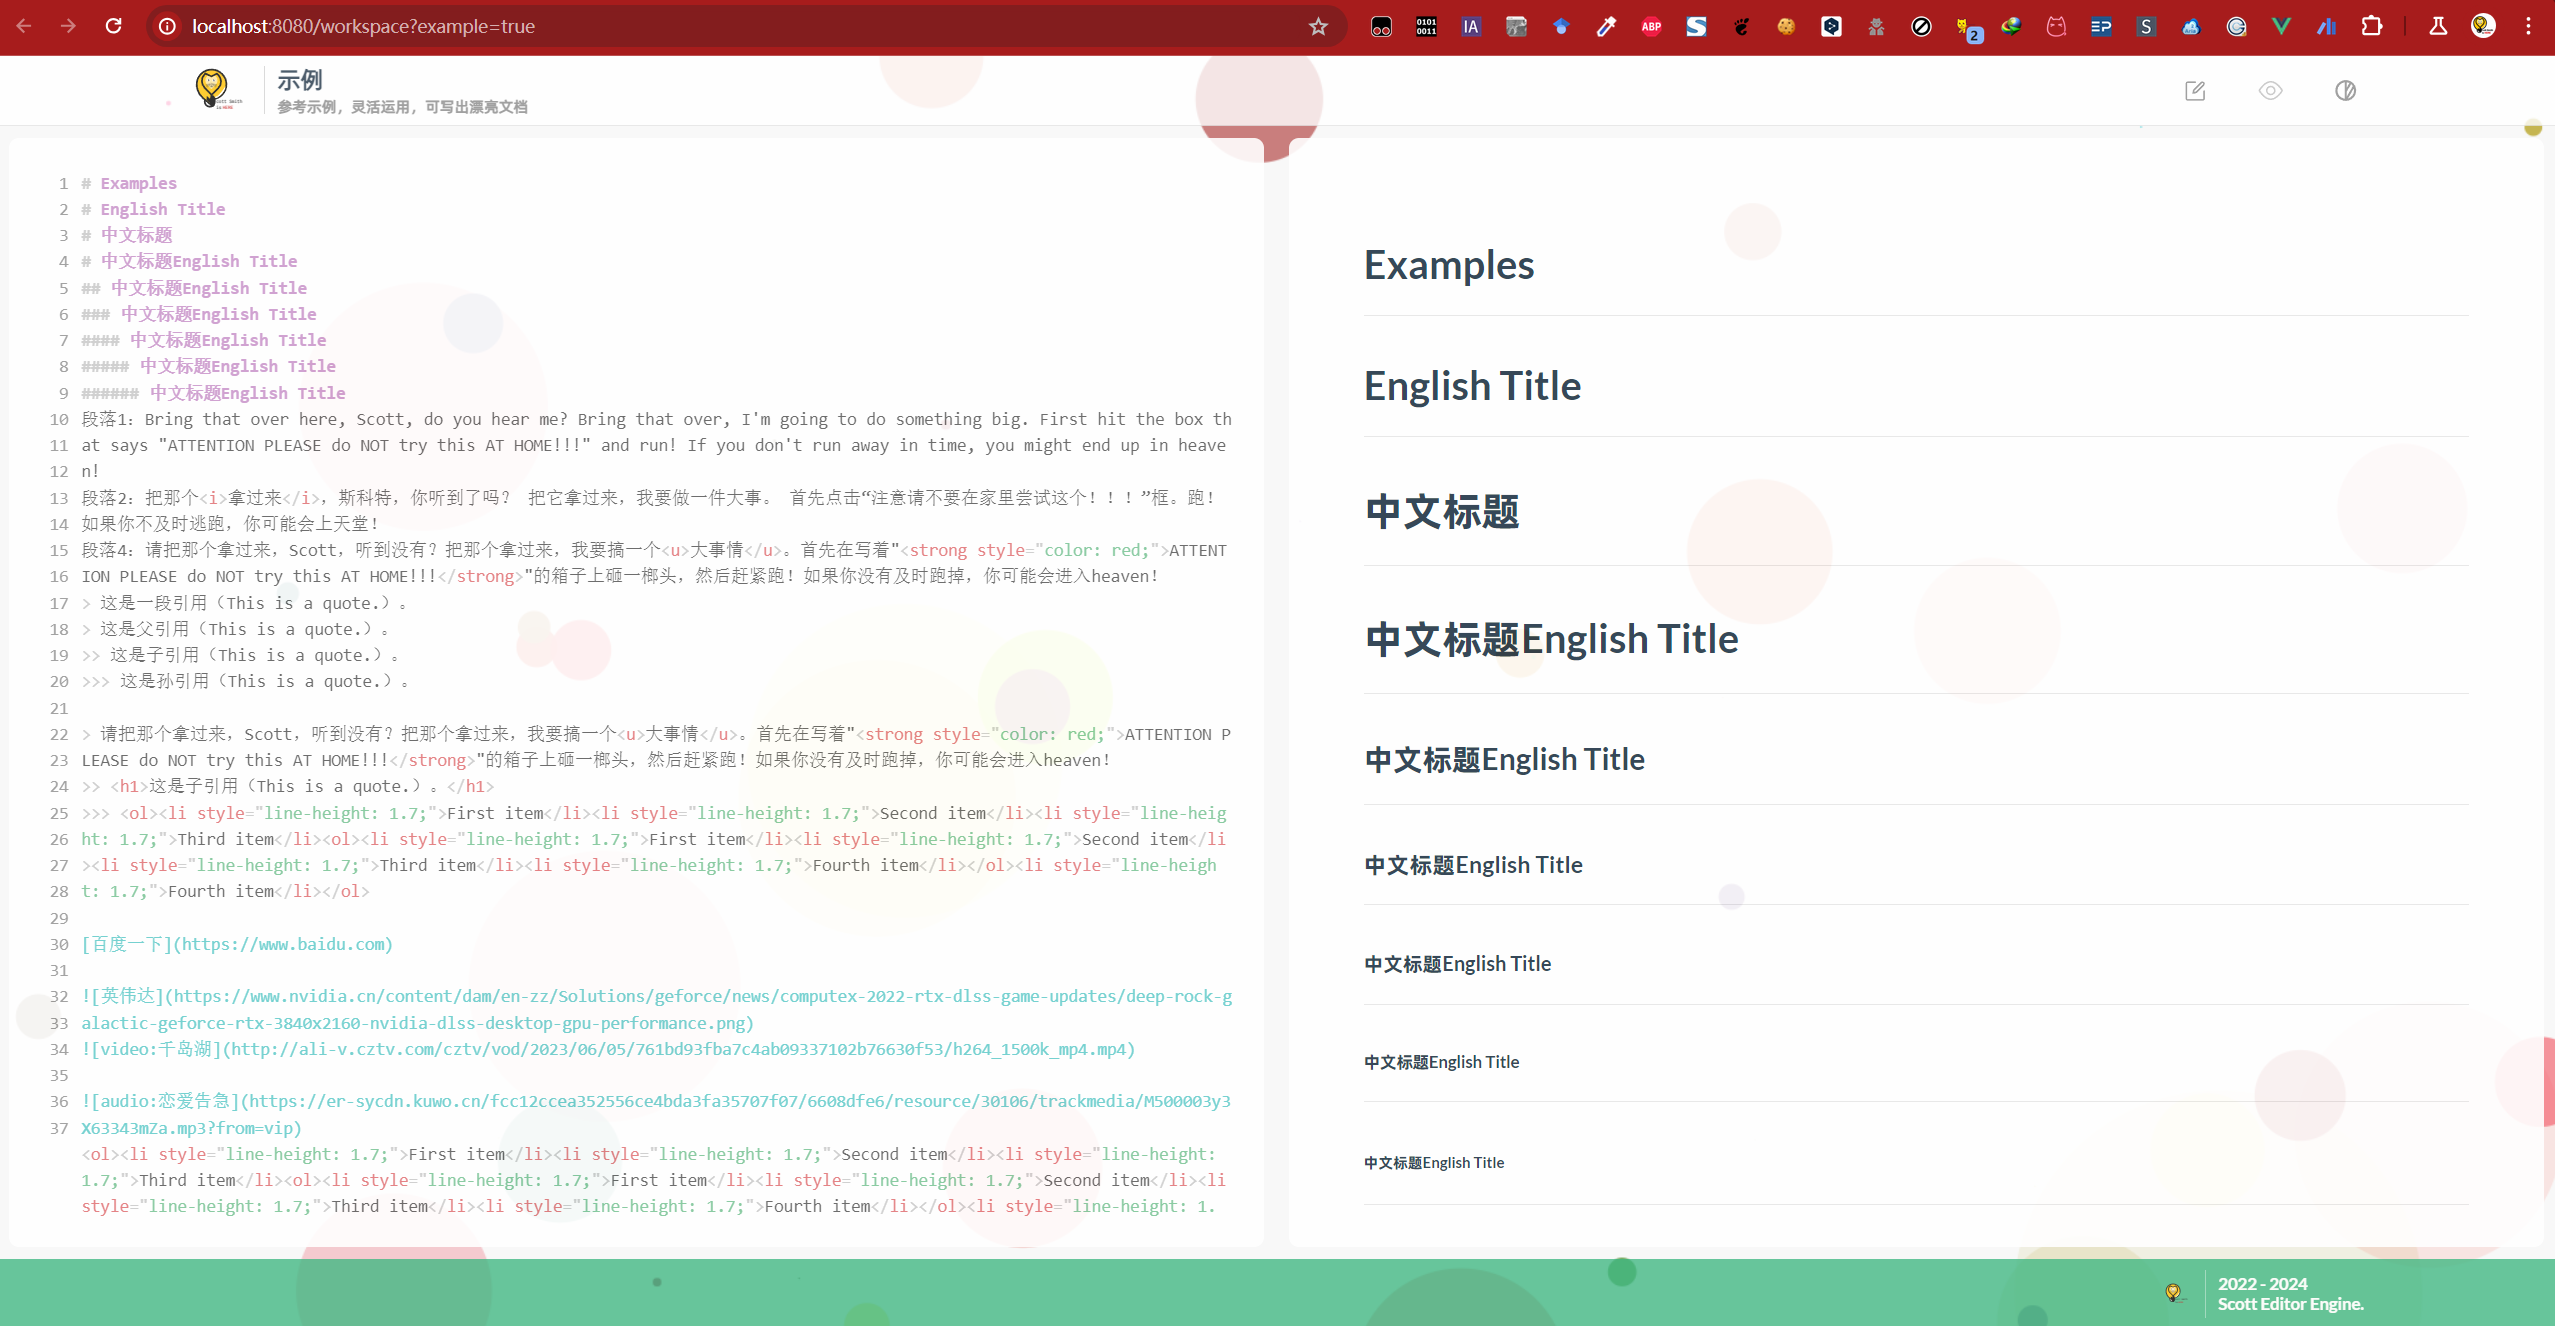 localhost:8080/workspace?example=true
示例
参考示例，灵活运用，可写出漂亮文档
1 # Examples
2 # English Title
3 # 中文标题
4 # 中文标题English Title
5 ## 中文标题English Title
6 ### 中文标题English Title
7 #### 中文标题English Title
8 ##### 中文标题English Title
9 ###### 中文标题English Title
10 段落1：Bring that over here, Scott, do you hear me? Bring that over, I'm going to do something big. First hit the box th
11 at says "ATTENTION PLEASE do NOT try this AT HOME!!!" and run! If you don't run away in time, you might end up in heave
12 n!
13 段落2：把那个<i>拿过来</i>，斯科特，你听到了吗？ 把它拿过来，我要做一件大事。 首先点击“注意请不要在家里尝试这个！！！”框。跑！
14 如果你不及时逃跑，你可能会上天堂！
15 段落4：请把那个拿过来，Scott，听到没有？把那个拿过来，我要搞一个<u>大事情</u>。首先在写着"<strong style="color: red;">ATTENT
16 ION PLEASE do NOT try this AT HOME!!!</strong>"的箱子上砸一榔头，然后赶紧跑！如果你没有及时跑掉，你可能会进入heaven！
17 > 这是一段引用（This is a quote.）。
18 > 这是父引用（This is a quote.）。
19 >> 这是子引用（This is a quote.）。
20 >>> 这是孙引用（This is a quote.）。
21
22 > 请把那个拿过来，Scott，听到没有？把那个拿过来，我要搞一个<u>大事情</u>。首先在写着"<strong style="color: red;">ATTENTION P
23 LEASE do NOT try this AT HOME!!!</strong>"的箱子上砸一榔头，然后赶紧跑！如果你没有及时跑掉，你可能会进入heaven！
24 >> <h1>这是子引用（This is a quote.）。</h1>
25 >>> <ol><li style="line-height: 1.7;">First item</li><li style="line-height: 1.7;">Second item</li><li style="line-heig
26 ht: 1.7;">Third item</li><ol><li style="line-height: 1.7;">First item</li><li style="line-height: 1.7;">Second item</li
27 ><li style="line-height: 1.7;">Third item</li><li style="line-height: 1.7;">Fourth item</li></ol><li style="line-heigh
28 t: 1.7;">Fourth item</li></ol>
29
30 [百度一下](https://www.baidu.com)
31
32 ![英伟达](https://www.nvidia.cn/content/dam/en-zz/Solutions/geforce/news/computex-2022-rtx-dlss-game-updates/deep-rock-g
33 alactic-geforce-rtx-3840x2160-nvidia-dlss-desktop-gpu-performance.png)
34 ![video:千岛湖](http://ali-v.cztv.com/cztv/vod/2023/06/05/761bd93fba7c4ab09337102b76630f53/h264_1500k_mp4.mp4)
35
36 ![audio:恋爱告急](https://er-sycdn.kuwo.cn/fcc12ccea352556ce4bda3fa35707f07/6608dfe6/resource/30106/trackmedia/M500003y3
37 X63343mZa.mp3?from=vip)
<ol><li style="line-height: 1.7;">First item</li><li style="line-height: 1.7;">Second item</li><li style="line-height:
1.7;">Third item</li><ol><li style="line-height: 1.7;">First item</li><li style="line-height: 1.7;">Second item</li><li
style="line-height: 1.7;">Third item</li><li style="line-height: 1.7;">Fourth item</li></ol><li style="line-height: 1.
Examples
English Title
中文标题
中文标题English Title
中文标题English Title
中文标题English Title
中文标题English Title
中文标题English Title
中文标题English Title
2022 - 2024
Scott Editor Engine.